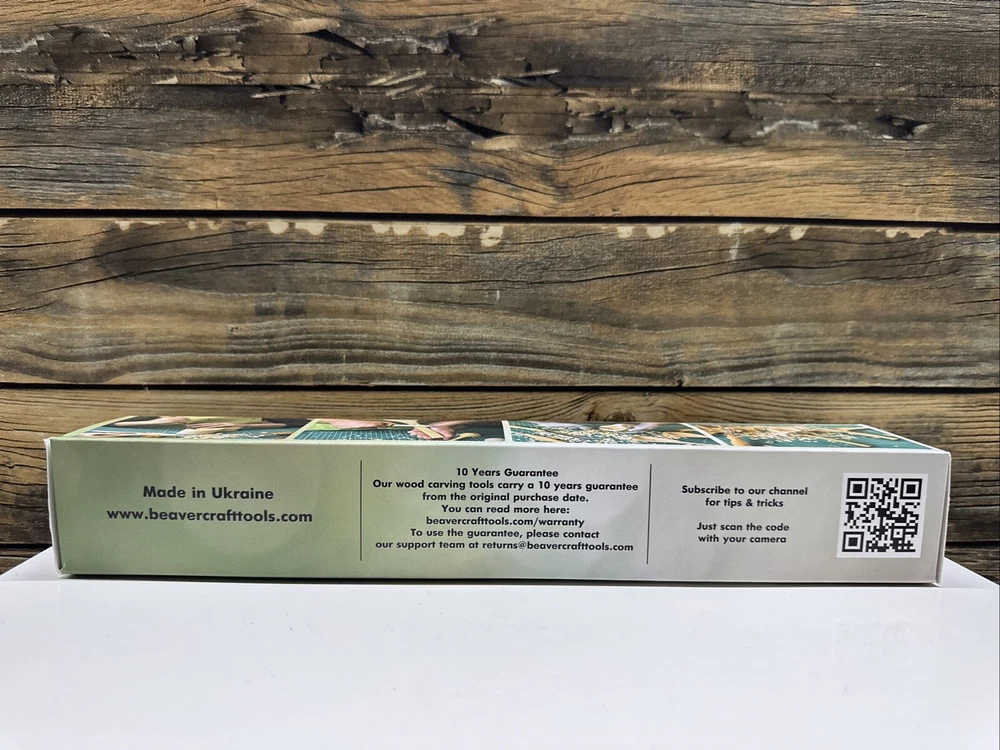 Made in Ukraine
www.beavercrafttools.com
10 Years Guarantee
Our wood carving tools carry a 10 years guarantee
from the original purchase date.
You can read more here:
beavercrafttools.com/warranty
To use the guarantee, please contact
our support team at returns@beavercrafttools.com
Subscribe to our channel
for tips & tricks
Just scan the code
with your camera